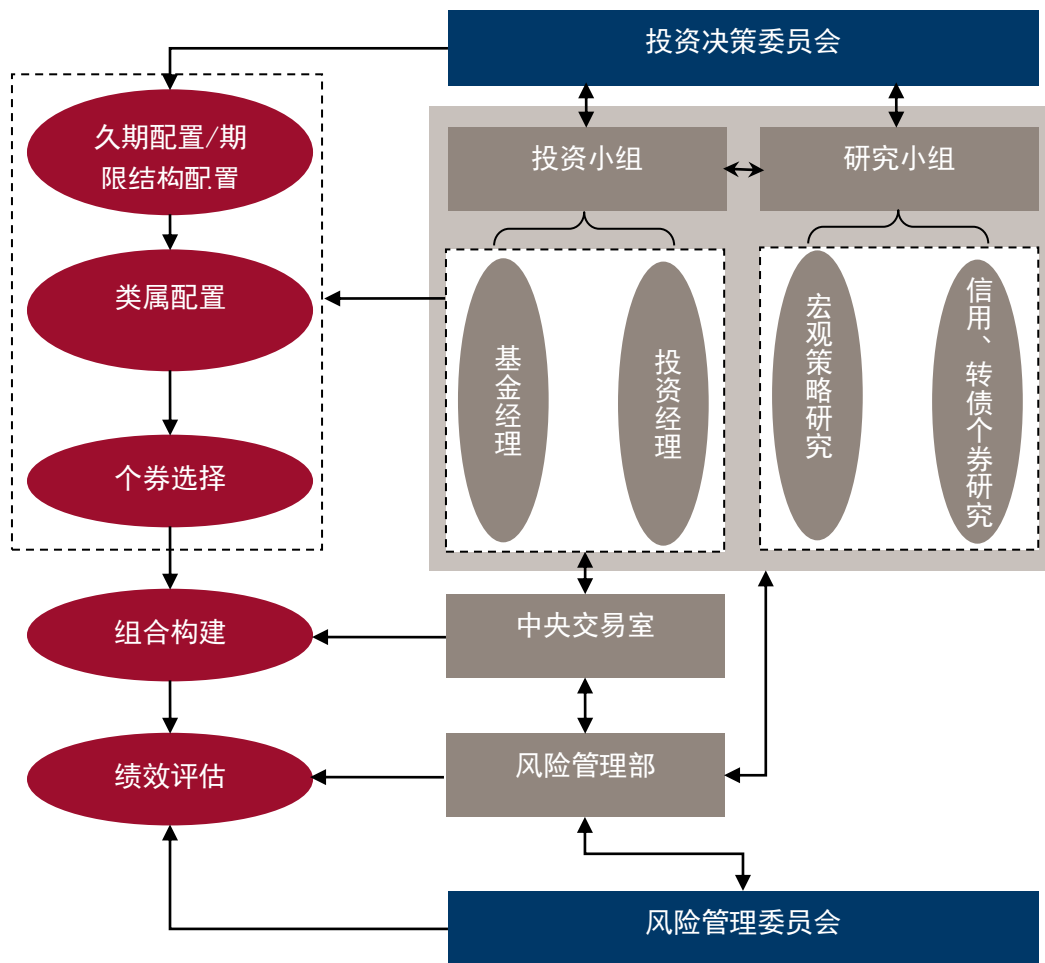 投资决策委员会
久期配置/期
限结构配置
投资小组
研究小组
类属配置
基金经理
投资经理
宏观策略研究
信用、转债个券研究
个券选择
组合构建
中央交易室
绩效评估
风险管理部
风险管理委员会